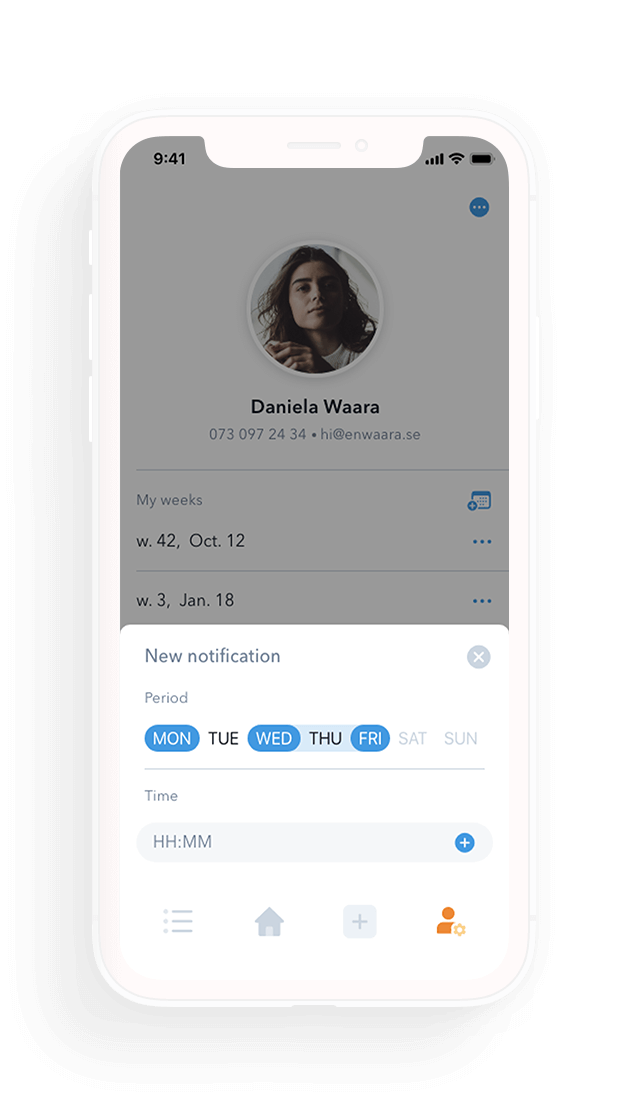 9:41
Daniela Waara
073 097 24 34 • hi@enwaara.se
My weeks
w. 42, Oct. 12
w. 3, Jan. 18
New notification
Period
MON TUE WED THU FRI SAT SUN
Time
HH:MM